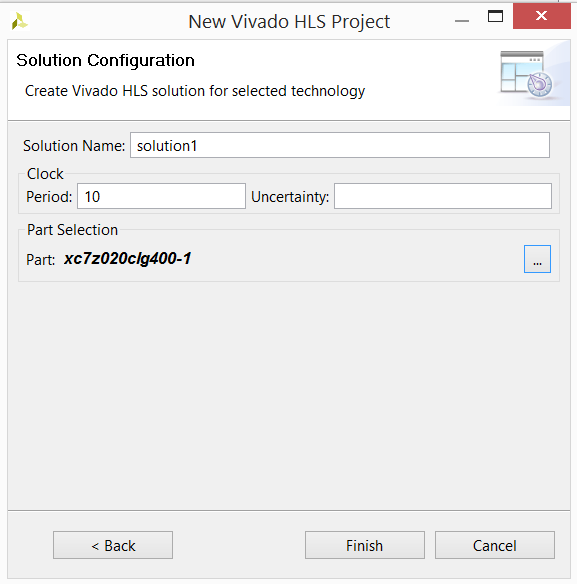 New Vivado HLS Project
Solution Configuration
Create Vivado HLS solution for selected technology
Solution Name: solution1
Clock
Period: 10 Uncertainty:
Part Selection
Part: xc7z020clg400-1 ...
< Back Finish Cancel